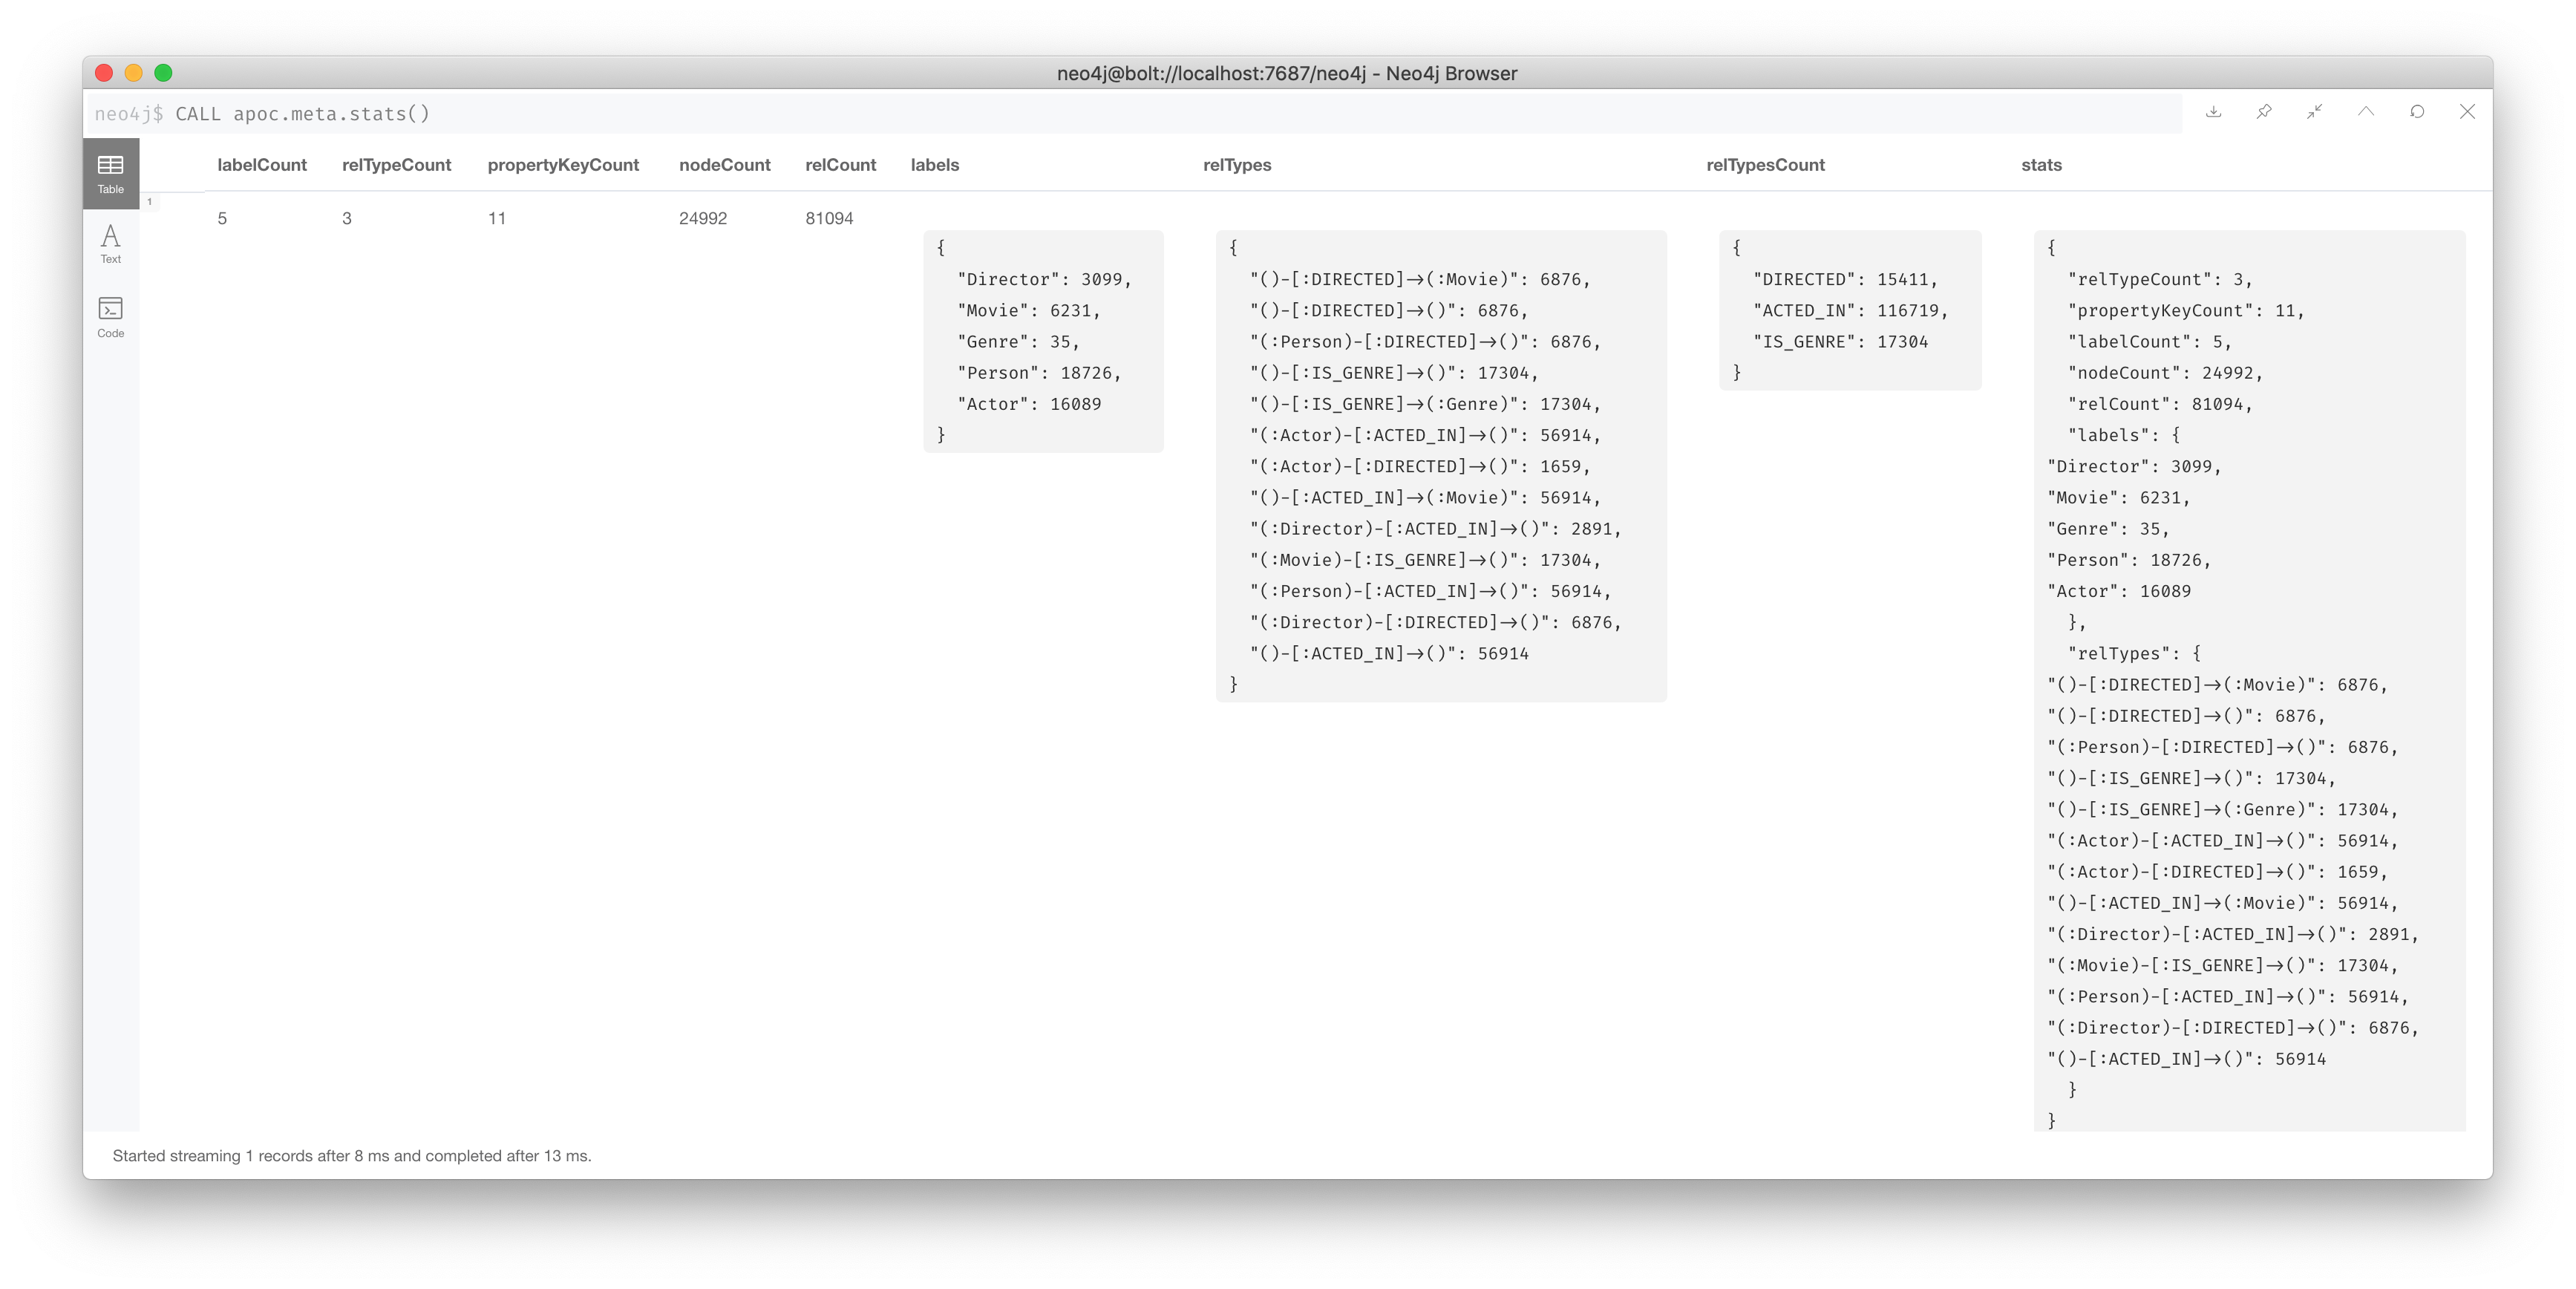 neo4j@bolt://localhost:7687/neo4j - Neo4j Browser
neo4j$ CALL apoc.meta.stats()
Table
Text
Code
labelCount relTypeCount propertyKeyCount nodeCount relCount labels relTypes relTypesCount stats
1
5 3 11 24992 81094
{
"Director": 3099,
"Movie": 6231,
"Genre": 35,
"Person": 18726,
"Actor": 16089
}
{
"()-[:DIRECTED]->(:Movie)": 6876,
"()-[:DIRECTED]->()": 6876,
"(:Person)-[:DIRECTED]->()": 6876,
"()-[:IS_GENRE]->()": 17304,
"()-[:IS_GENRE]->(:Genre)": 17304,
"(:Actor)-[:ACTED_IN]->()": 56914,
"(:Actor)-[:DIRECTED]->()": 1659,
"()-[:ACTED_IN]->(:Movie)": 56914,
"(:Director)-[:ACTED_IN]->()": 2891,
"(:Movie)-[:IS_GENRE]->()": 17304,
"(:Person)-[:ACTED_IN]->()": 56914,
"(:Director)-[:DIRECTED]->()": 6876,
"()-[:ACTED_IN]->()": 56914
}
{
"DIRECTED": 15411,
"ACTED_IN": 116719,
"IS_GENRE": 17304
}
{
"relTypeCount": 3,
"propertyKeyCount": 11,
"labelCount": 5,
"nodeCount": 24992,
"relCount": 81094,
"labels": {
"Director": 3099,
"Movie": 6231,
"Genre": 35,
"Person": 18726,
"Actor": 16089
},
"relTypes": {
"()-[:DIRECTED]->(:Movie)": 6876,
"()-[:DIRECTED]->()": 6876,
"(:Person)-[:DIRECTED]->()": 6876,
"()-[:IS_GENRE]->()": 17304,
"()-[:IS_GENRE]->(:Genre)": 17304,
"(:Actor)-[:ACTED_IN]->()": 56914,
"(:Actor)-[:DIRECTED]->()": 1659,
"()-[:ACTED_IN]->(:Movie)": 56914,
"(:Director)-[:ACTED_IN]->()": 2891,
"(:Movie)-[:IS_GENRE]->()": 17304,
"(:Person)-[:ACTED_IN]->()": 56914,
"(:Director)-[:DIRECTED]->()": 6876,
"()-[:ACTED_IN]->()": 56914
}
}
Started streaming 1 records after 8 ms and completed after 13 ms.